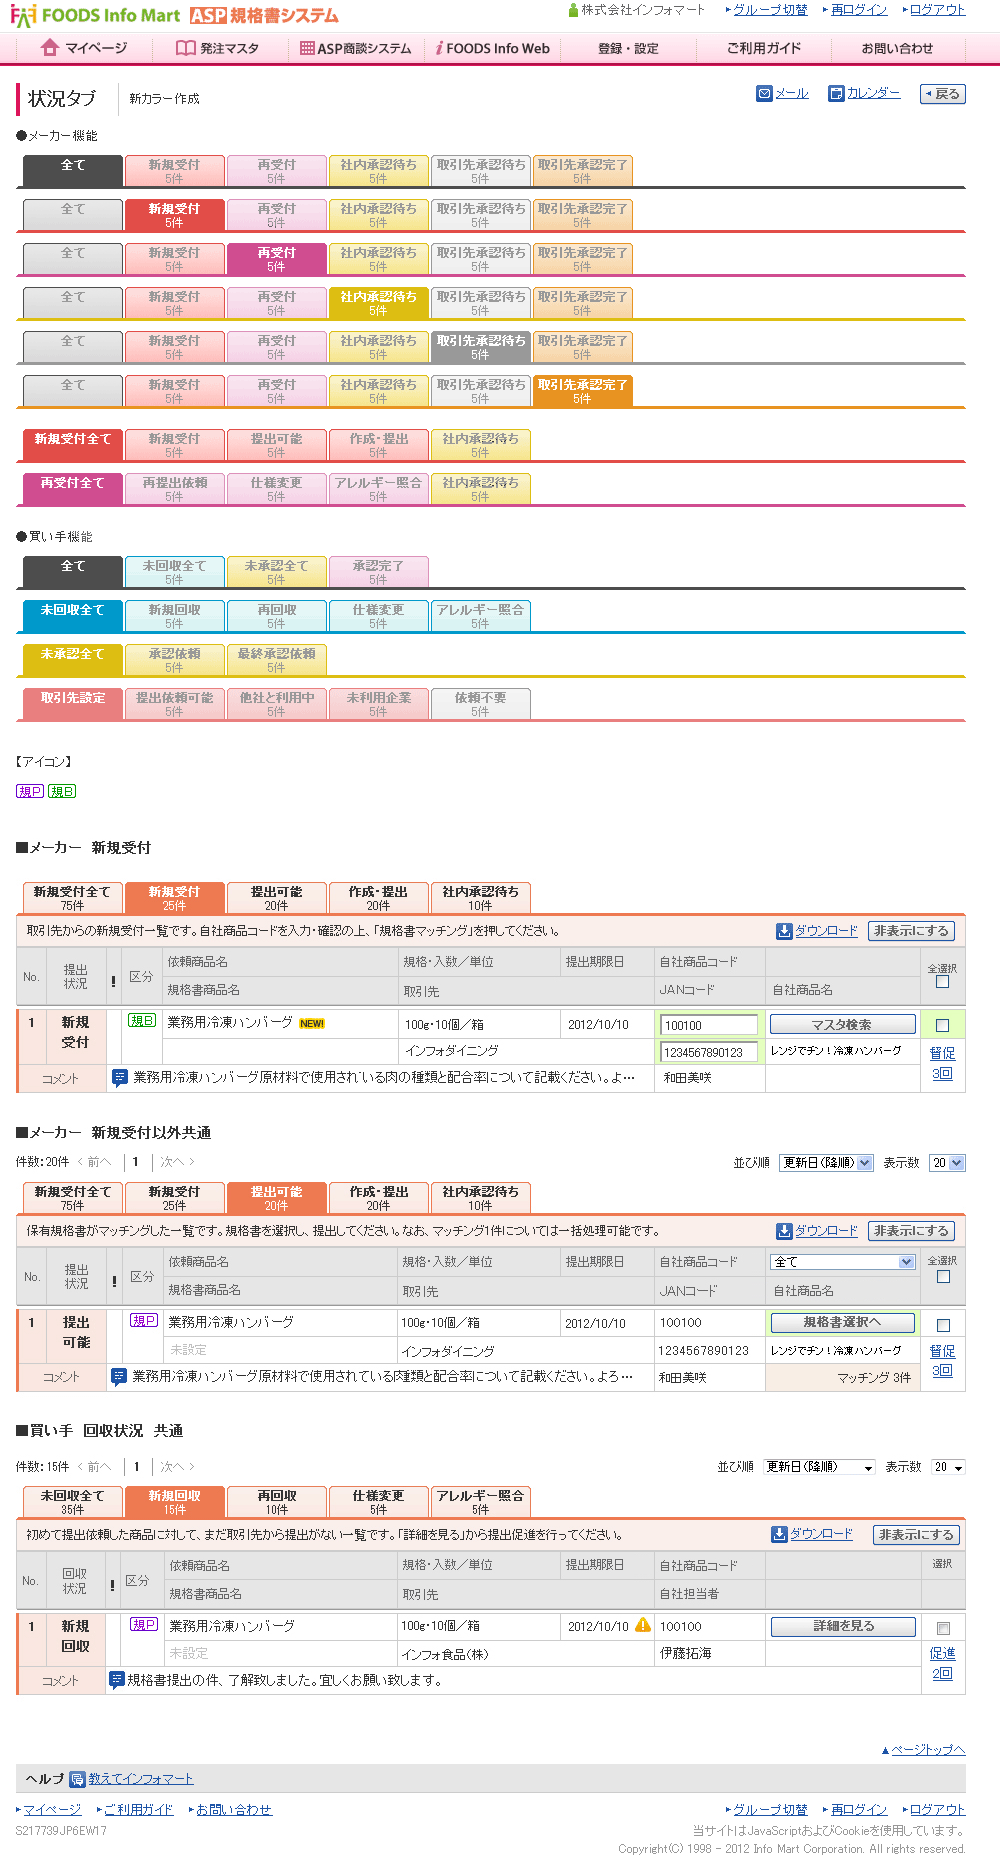 FOODS Info Mart ASP規格書システム
株式会社インフォマート グループ切替 再ログイン ログアウト
マイページ 発注マスタ ASP商談システム FOODS Info Web 登録・設定 ご利用ガイド お問い合わせ
状況タブ 新カラー作成 メール カレンダー 戻る
●メーカー機能
全て 新規受付 再受付 社内承認待ち 取引先承認待ち 取引先承認完了
5件 5件 5件 5件 5件
全て 新規受付 再受付 社内承認待ち 取引先承認待ち 取引先承認完了
5件 5件 5件 5件 5件
全て 新規受付 再受付 社内承認待ち 取引先承認待ち 取引先承認完了
5件 5件 5件 5件 5件
全て 新規受付 再受付 社内承認待ち 取引先承認待ち 取引先承認完了
5件 5件 5件 5件 5件
全て 新規受付 再受付 社内承認待ち 取引先承認待ち 取引先承認完了
5件 5件 5件 5件 5件
全て 新規受付 再受付 社内承認待ち 取引先承認待ち 取引先承認完了
5件 5件 5件 5件 5件
新規受付全て 新規受付 提出可能 作成・提出 社内承認待ち
5件 5件 5件 5件
再受付全て 再提出依頼 仕様変更 アレルギー照合 社内承認待ち
5件 5件 5件 5件
●買い手機能
全て 未回収全て 未承認全て 承認完了
5件 5件 5件
未回収全て 新規回収 再回収 仕様変更 アレルギー照合
5件 5件 5件 5件
未承認全て 承認依頼 最終承認依頼
5件 5件
取引先設定 提出依頼可能 他社と利用中 未利用企業 依頼不要
5件 5件 5件 5件
【アイコン】
規P 規B
■メーカー 新規受付
新規受付全て 新規受付 提出可能 作成・提出 社内承認待ち
75件 25件 20件 20件 10件
取引先からの新規受付一覧です。自社商品コードを入力・確認の上、「規格書マッチング」を押してください。 ダウンロード 非表示にする
No. 提出状況 ! 区分 依頼商品名 規格・入数/単位 提出期限日 自社商品コード 全選択
規格書商品名 取引先 JANコード 自社商品名
1 新規受付 規B 業務用冷凍ハンバーグ NEW! 100g・10個/箱 2012/10/10 100100 マスタ検索
インフォダイニング 1234567890123 レンジでチン!冷凍ハンバーグ 督促
3回
コメント 業務用冷凍ハンバーグ原材料で使用されている肉の種類と配合率について記載ください。よ… 和田美咲
■メーカー 新規受付以外共通
件数:20件 < 前へ 1 次へ > 並び順 更新日(降順) 表示数 20
新規受付全て 新規受付 提出可能 作成・提出 社内承認待ち
75件 25件 20件 20件 10件
保有規格書がマッチングした一覧です。規格書を選択し、提出してください。なお、マッチング1件については一括処理可能です。 ダウンロード 非表示にする
No. 提出状況 ! 区分 依頼商品名 規格・入数/単位 提出期限日 自社商品コード 全て 全選択
規格書商品名 取引先 JANコード 自社商品名
1 提出可能 規P 業務用冷凍ハンバーグ 100g・10個/箱 2012/10/10 100100 規格書選択へ
未設定 インフォダイニング 1234567890123 レンジでチン!冷凍ハンバーグ 督促
3回
コメント 業務用冷凍ハンバーグ原材料で使用されている肉種類と配合率について記載ください。よろ… 和田美咲 マッチング 3件
■買い手 回収状況 共通
件数: 15件 < 前へ 1 次へ > 並び順 更新日(降順) 表示数 20
未回収全て 新規回収 再回収 仕様変更 アレルギー照合
35件 15件 10件 5件 5件
初めて提出依頼した商品に対して、まだ取引先から提出がない一覧です。「詳細を見る」から提出促進を行ってください。 ダウンロード 非表示にする
No. 回収状況 ! 区分 依頼商品名 規格・入数/単位 提出期限日 自社商品コード 選択
規格書商品名 取引先 自社担当者
1 新規回収 規P 業務用冷凍ハンバーグ 100g・10個/箱 2012/10/10 100100 詳細を見る
未設定 インフォ食品(株) 伊藤拓海 促進
2回
コメント 規格書提出の件、了解致しました。宜しくお願い致します。
▲ページトップへ
ヘルプ 教えてインフォマート
マイページ ご利用ガイド お問い合わせ グループ切替 再ログイン ログアウト
S217739JP6EW17 当サイトはJavaScriptおよびCookieを使用しています。
Copyright(C) 1998 - 2012 Info Mart Corporation. All rights reserved.